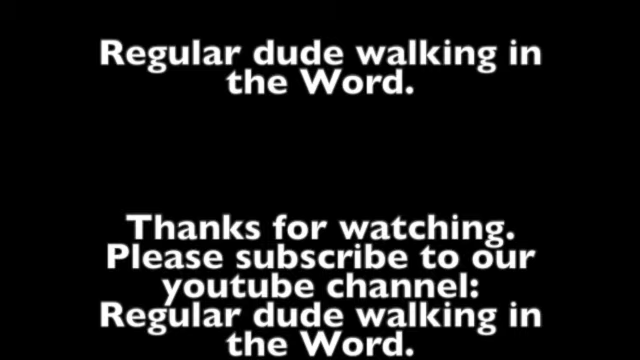 Regular dude walking in
the Word.
Thanks for watching.
Please subscribe to our
youtube channel:
Regular dude walking in
the Word.